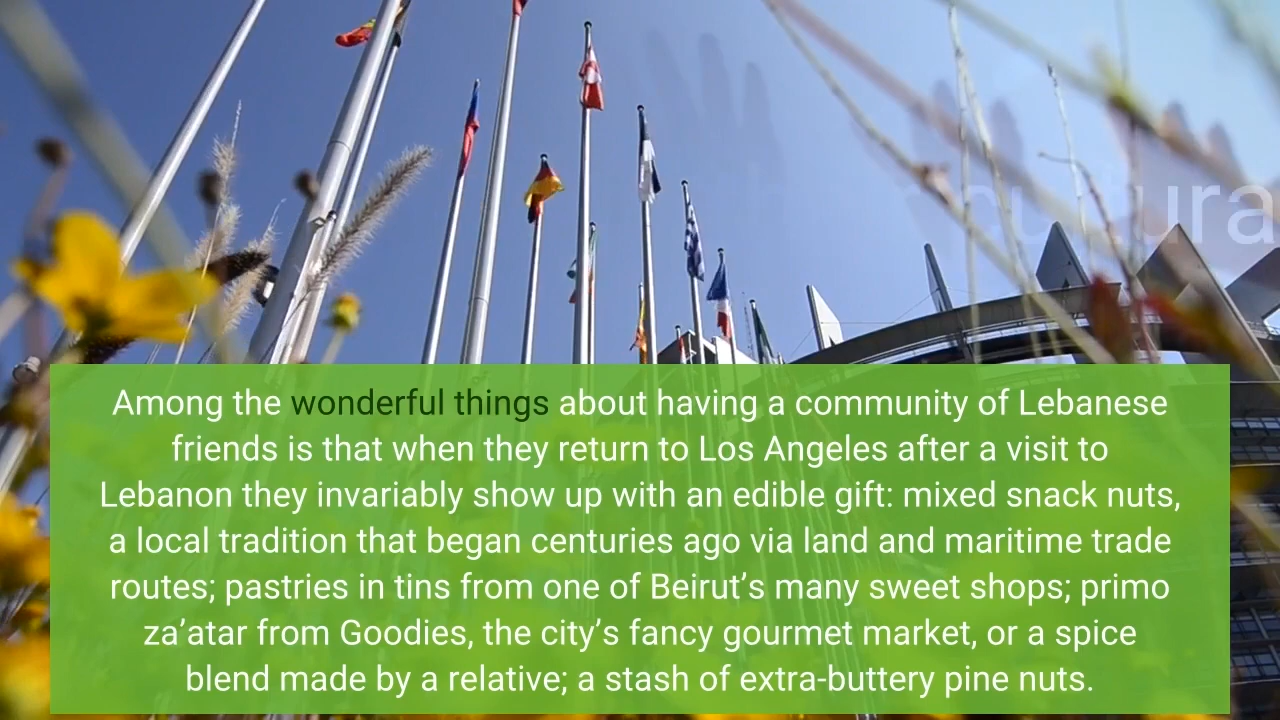 cultura
Among the wonderful things about having a community of Lebanese
friends is that when they return to Los Angeles after a visit to
Lebanon they invariably show up with an edible gift: mixed snack nuts,
a local tradition that began centuries ago via land and maritime trade
routes; pastries in tins from one of Beirut’s many sweet shops; primo
za’atar from Goodies, the city’s fancy gourmet market, or a spice
blend made by a relative; a stash of extra-buttery pine nuts.